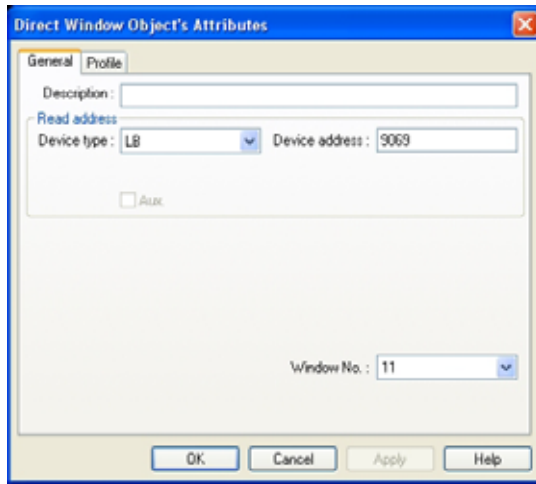 Direct Window Object's Attributes
General Profile
Description :
Read address
Device type : LB Device address : 9069
Aux.
Window No. : 11
OK Cancel Apply Help